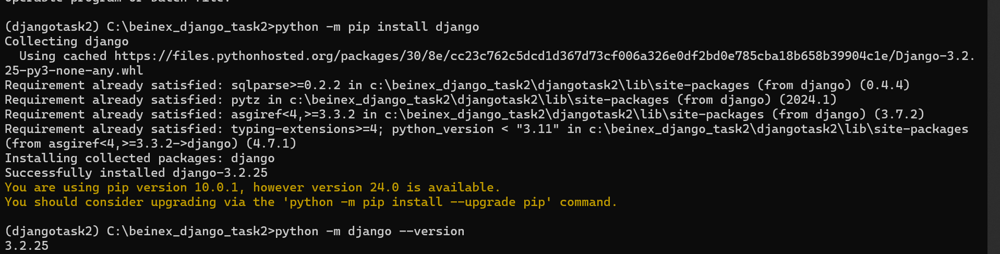 operable program or batch file.
(djangotask2) C:\beinex_django_task2>python -m pip install django
Collecting django
  Using cached https://files.pythonhosted.org/packages/30/8e/cc23c762c5dcd1d367d73cf006a326e0df2bd0e785cba18b658b39904c1e/Django-3.2.
25-py3-none-any.whl
Requirement already satisfied: sqlparse>=0.2.2 in c:\beinex_django_task2\djangotask2\lib\site-packages (from django) (0.4.4)
Requirement already satisfied: pytz in c:\beinex_django_task2\djangotask2\lib\site-packages (from django) (2024.1)
Requirement already satisfied: asgiref<4,>=3.3.2 in c:\beinex_django_task2\djangotask2\lib\site-packages (from django) (3.7.2)
Requirement already satisfied: typing-extensions>=4; python_version < "3.11" in c:\beinex_django_task2\djangotask2\lib\site-packages
(from asgiref<4,>=3.3.2->django) (4.7.1)
Installing collected packages: django
Successfully installed django-3.2.25
You are using pip version 10.0.1, however version 24.0 is available.
You should consider upgrading via the 'python -m pip install --upgrade pip' command.
(djangotask2) C:\beinex_django_task2>python -m django --version
3.2.25